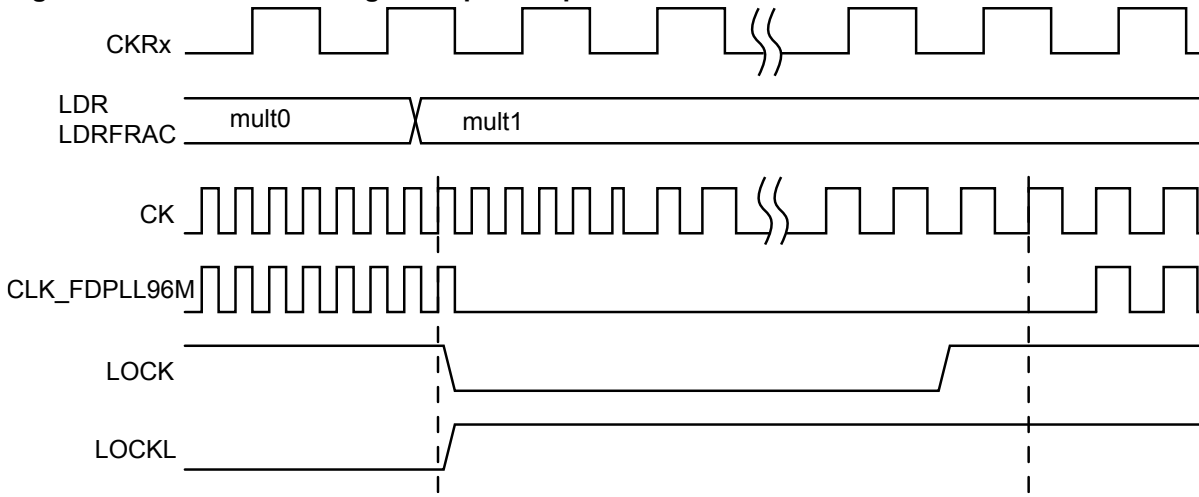 CKRx
LDR
LDRFRAC
mult0
mult1
CK
CLK_FDPLL96M
LOCK
LOCKL